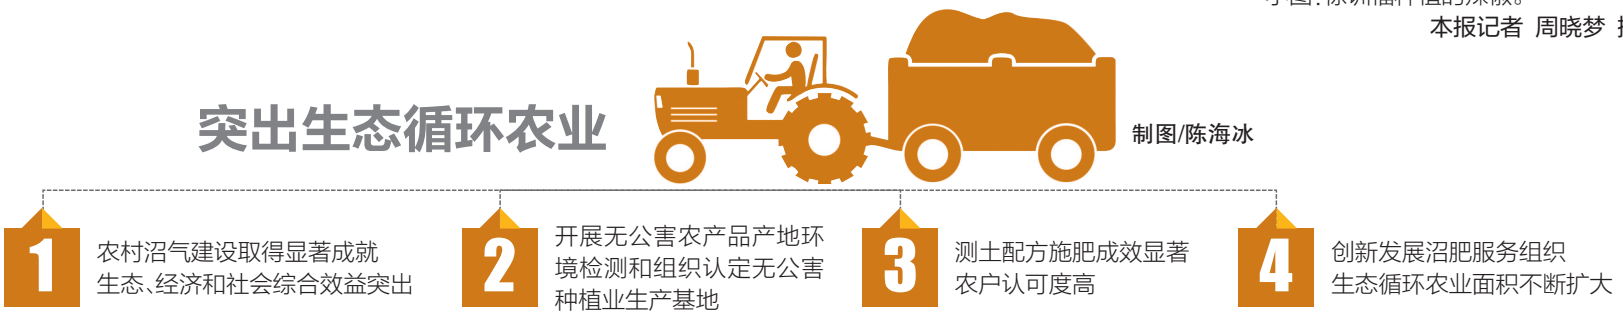 本报记者 周晓梦
突出生态循环农业
制图/陈海冰
1
农村沼气建设取得显著成就
生态、经济和社会综合效益突出
2
开展无公害农产品产地环
境检测和组织认定无公害
种植业生产基地
3
测土配方施肥成效显著
农户认可度高
4
创新发展沼肥服务组织
生态循环农业面积不断扩大